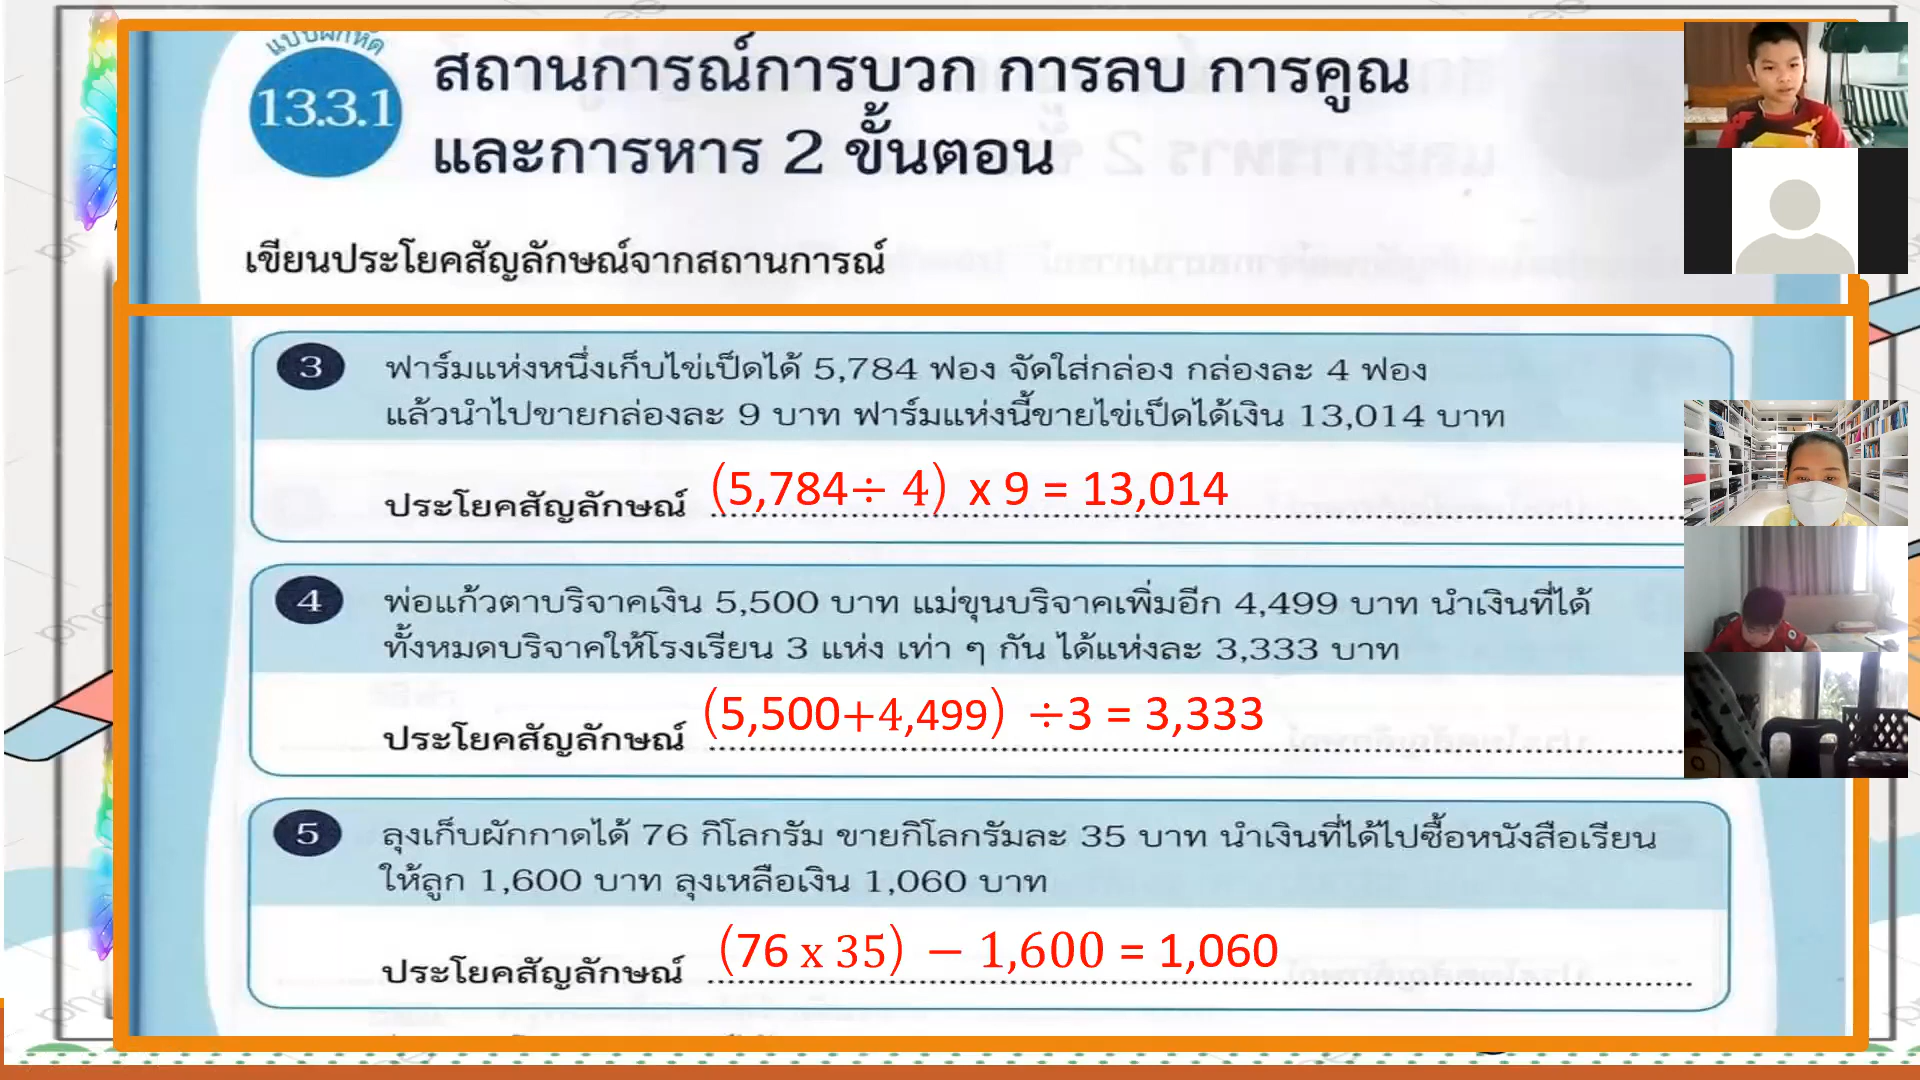 แบบฝึกหัด
13.3.1
สถานการณ์การบวก การลบ การคูณ
และการหาร 2 ขั้นตอน
เขียนประโยคสัญลักษณ์จากสถานการณ์
3 ฟาร์มแห่งหนึ่งเก็บไข่เป็ดได้ 5,784 ฟอง จัดใส่กล่อง กล่องละ 4 ฟอง
แล้วนำไปขายกล่องละ 9 บาท ฟาร์มแห่งนี้ขายไข่เป็ดได้เงิน 13,014 บาท
ประโยคสัญลักษณ์ (5,784÷ 4) x 9 = 13,014
4 พ่อแก้วตาบริจาคเงิน 5,500 บาท แม่ขุนบริจาคเพิ่มอีก 4,499 บาท นำเงินที่ได้
ทั้งหมดบริจาคให้โรงเรียน 3 แห่ง เท่า ๆ กัน ได้แห่งละ 3,333 บาท
ประโยคสัญลักษณ์ (5,500+4,499) ÷3 = 3,333
5 ลุงเก็บผักกาดได้ 76 กิโลกรัม ขายกิโลกรัมละ 35 บาท นำเงินที่ได้ไปซื้อหนังสือเรียน
ให้ลูก 1,600 บาท ลุงเหลือเงิน 1,060 บาท
ประโยคสัญลักษณ์ (76 x 35) − 1,600 = 1,060